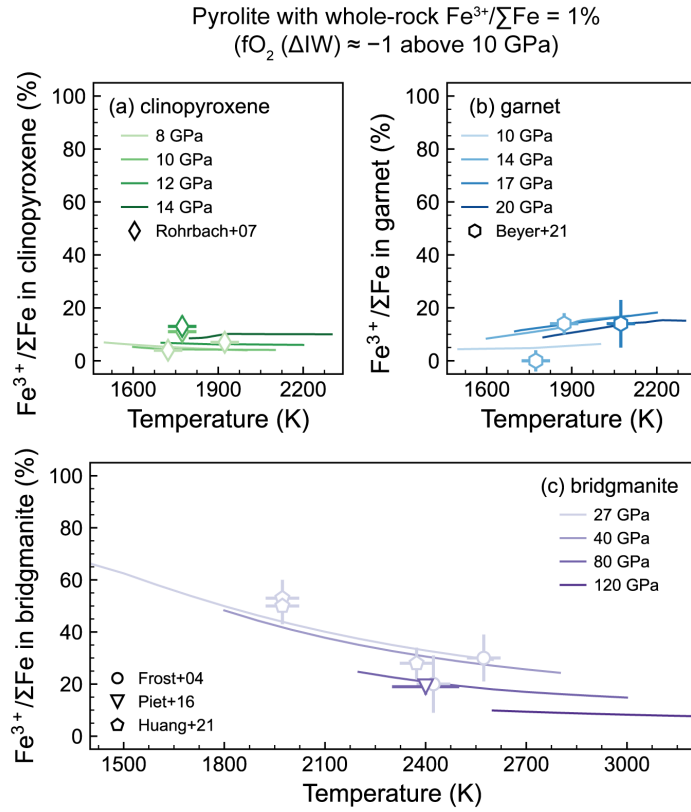 Pyrolite with whole-rock Fe³⁺/∑Fe = 1%
(fO₂ (ΔIW) ≈ −1 above 10 GPa)
Fe³⁺/∑Fe in clinopyroxene (%)
100
80
60
40
20
0
(a) clinopyroxene
8 GPa
10 GPa
12 GPa
14 GPa
Rohrbach+07
1600
1900
2200
Temperature (K)
Fe³⁺/∑Fe in garnet (%)
100
80
60
40
20
0
(b) garnet
10 GPa
14 GPa
17 GPa
20 GPa
Beyer+21
1600
1900
2200
Temperature (K)
Fe³⁺/∑Fe in bridgmanite (%)
100
80
60
40
20
0
(c) bridgmanite
27 GPa
40 GPa
80 GPa
120 GPa
Frost+04
Piet+16
Huang+21
1500
1800
2100
2400
2700
3000
Temperature (K)